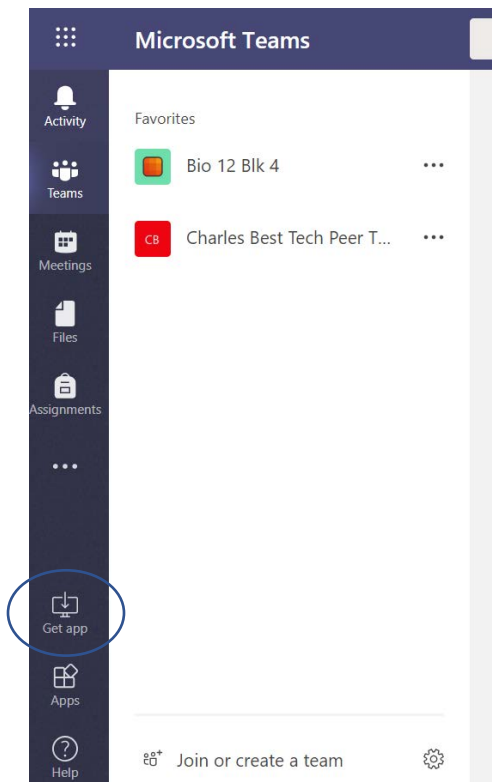 Microsoft Teams
Activity
Teams
Meetings
Files
Assignments
Get app
Apps
Help
Favorites
Bio 12 Blk 4
CB Charles Best Tech Peer T...
Join or create a team